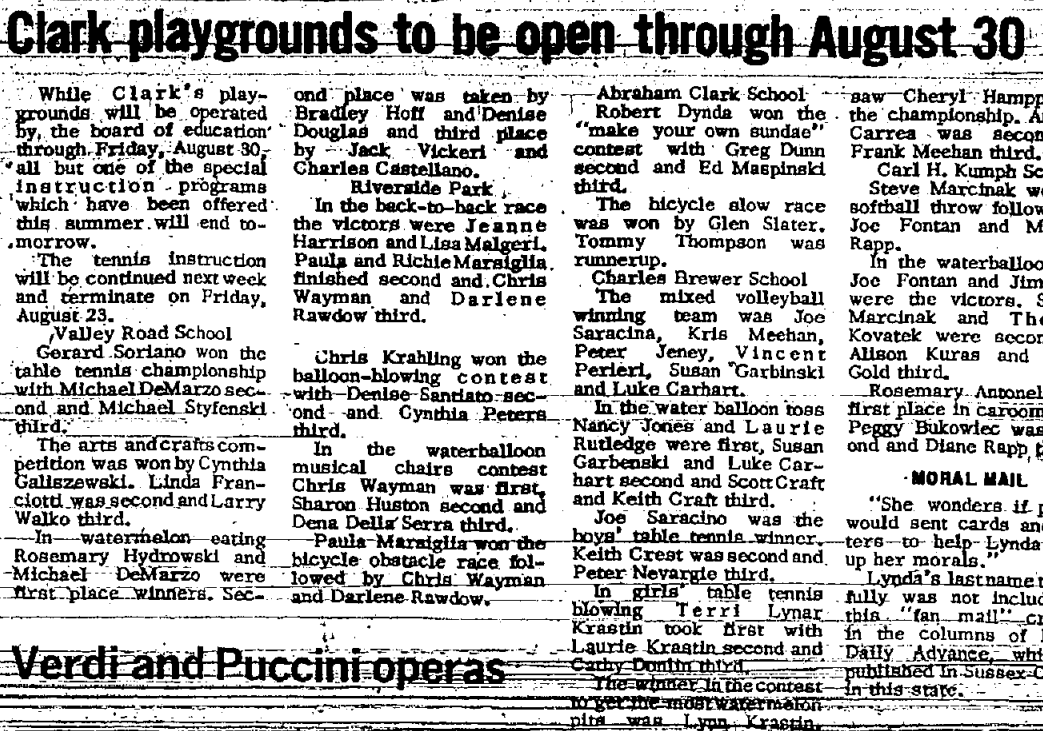 Clark playgrounds to be open through August 30
While Clark's play-
grounds will be operated
by, the board of education
through Friday, August 30,
all but one of the special
instruction programs
which have been offered
this summer will end to-
morrow.
The tennis instruction
will be continued next week
and terminate on Friday,
August 23.
Valley Road School
Gerard Soriano won the
table tennis championship
with Michael DeMarzo sec-
ond and Michael Styfenski
third.
The arts and crafts com-
petition was won by Cynthia
Galiszewski. Linda Fran-
ciotti was second and Larry
Walko third.
In watermelon eating
Rosemary Hydrowski and
Michael DeMarzo were
first place winners. Sec-
ond place was taken by
Bradley Hoff and Denise
Douglas and third place
by Jack Vickeri and
Charles Castellano.
Riverside Park
In the back-to-back race
the victors were Jeanne
Harrison and Lisa Malgeri.
Paula and Richie Marsiglia
finished second and Chris
Wayman and Darlene
Rawdow third.
Chris Krahling won the
balloon-blowing contest
with Denise Santiato sec-
ond and Cynthia Peters
third.
In the waterballoon
musical chairs contest
Chris Wayman was first,
Sharon Huston second and
Dena Della Serra third.
Paula Marsiglia won the
bicycle obstacle race fol-
lowed by Chris Wayman
and Darlene Rawdow.
Abraham Clark School
Robert Dynda won the
"make your own sundae"
contest with Greg Dunn
second and Ed Maspinski
third.
The bicycle slow race
was won by Glen Slater.
Tommy Thompson was
runnerup.
Charles Brewer School
The mixed volleyball
winning team was Joe
Saracina, Kris Meehan,
Peter Jeney, Vincent
Perieri, Susan Garbinski
and Luke Carhart.
In the water balloon toss
Nancy Jones and Laurie
Rutledge were first, Susan
Garbenski and Luke Car-
hart second and Scott Craft
and Keith Craft third.
Joe Saracino was the
boys' table tennis winner.
Keith Crest was second and
Peter Nevargie third.
In girls' table tennis
blowing Terri Lynar
Krastin took first with
Laurie Krastin second and
Cathy Donlin third.
The winner in the contest
to get the most watermelon
pits was Lynn Krastin.
saw Cheryl Hampp
the championship. A
Carrea was secon
Frank Meehan third.
Carl H. Kumph Sc
Steve Marcinak w
softball throw follow
Joe Fontan and M
Rapp.
In the waterballoo
Joe Fontan and Jim
were the victors. S
Marcinak and The
Kovatek were secon
Alison Kuras and
Gold third.
Rosemary Antonel
first place in caroom
Peggy Bukowiec was
ond and Diane Rapp t
MORAL MAIL
"She wonders if p
would sent cards and
ters to help Lynda
up her morals."
Lynda's last name
fully was not includ
this "fan mail" cr
in the columns of
Daily Advance, whi
published in Sussex C
in this state.
Verdi and Puccini operas